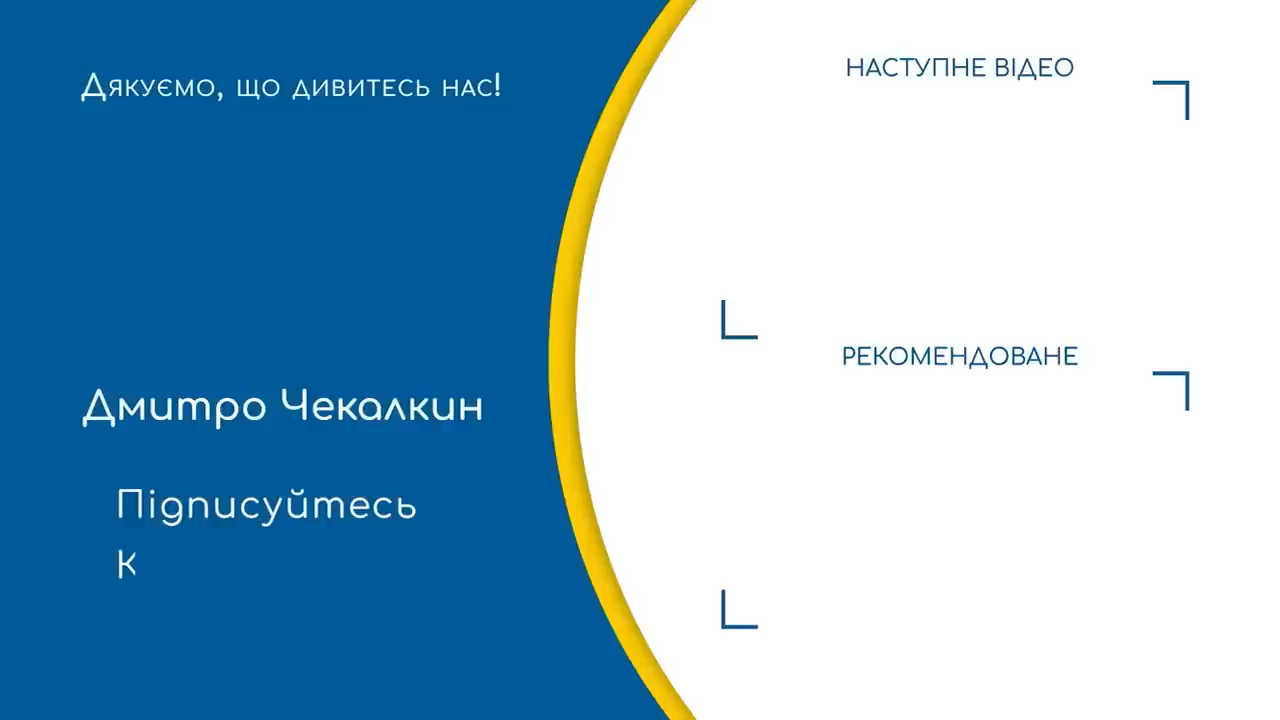 Дякуємо, що дивитесь нас!
Дмитро Чекалкин
Підписуйтесь
К
НАСТУПНЕ ВІДЕО
РЕКОМЕНДОВАНЕ